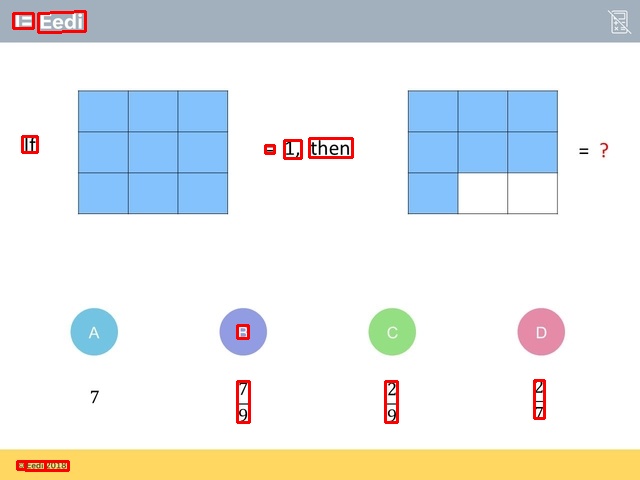 Eedi
If = 1, then = ?
A B C D
7 7/9 2/9 2/7
© Eedi 2018